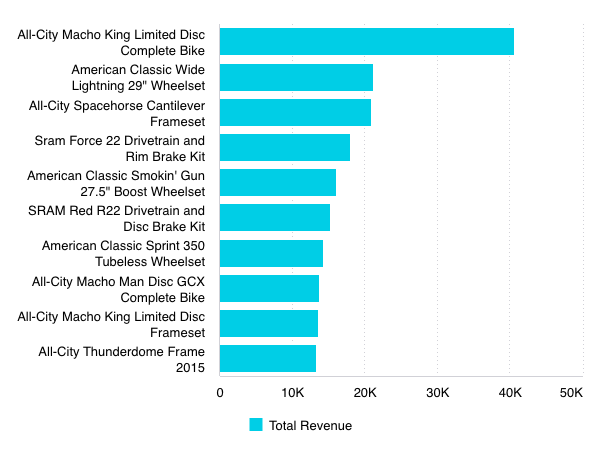 All-City Macho King Limited Disc
Complete Bike
American Classic Wide
Lightning 29" Wheelset
All-City Spacehorse Cantilever
Frameset
Sram Force 22 Drivetrain and
Rim Brake Kit
American Classic Smokin' Gun
27.5" Boost Wheelset
SRAM Red R22 Drivetrain and
Disc Brake Kit
American Classic Sprint 350
Tubeless Wheelset
All-City Macho Man Disc GCX
Complete Bike
All-City Macho King Limited Disc
Frameset
All-City Thunderdome Frame
2015
0 10K 20K 30K 40K 50K
Total Revenue